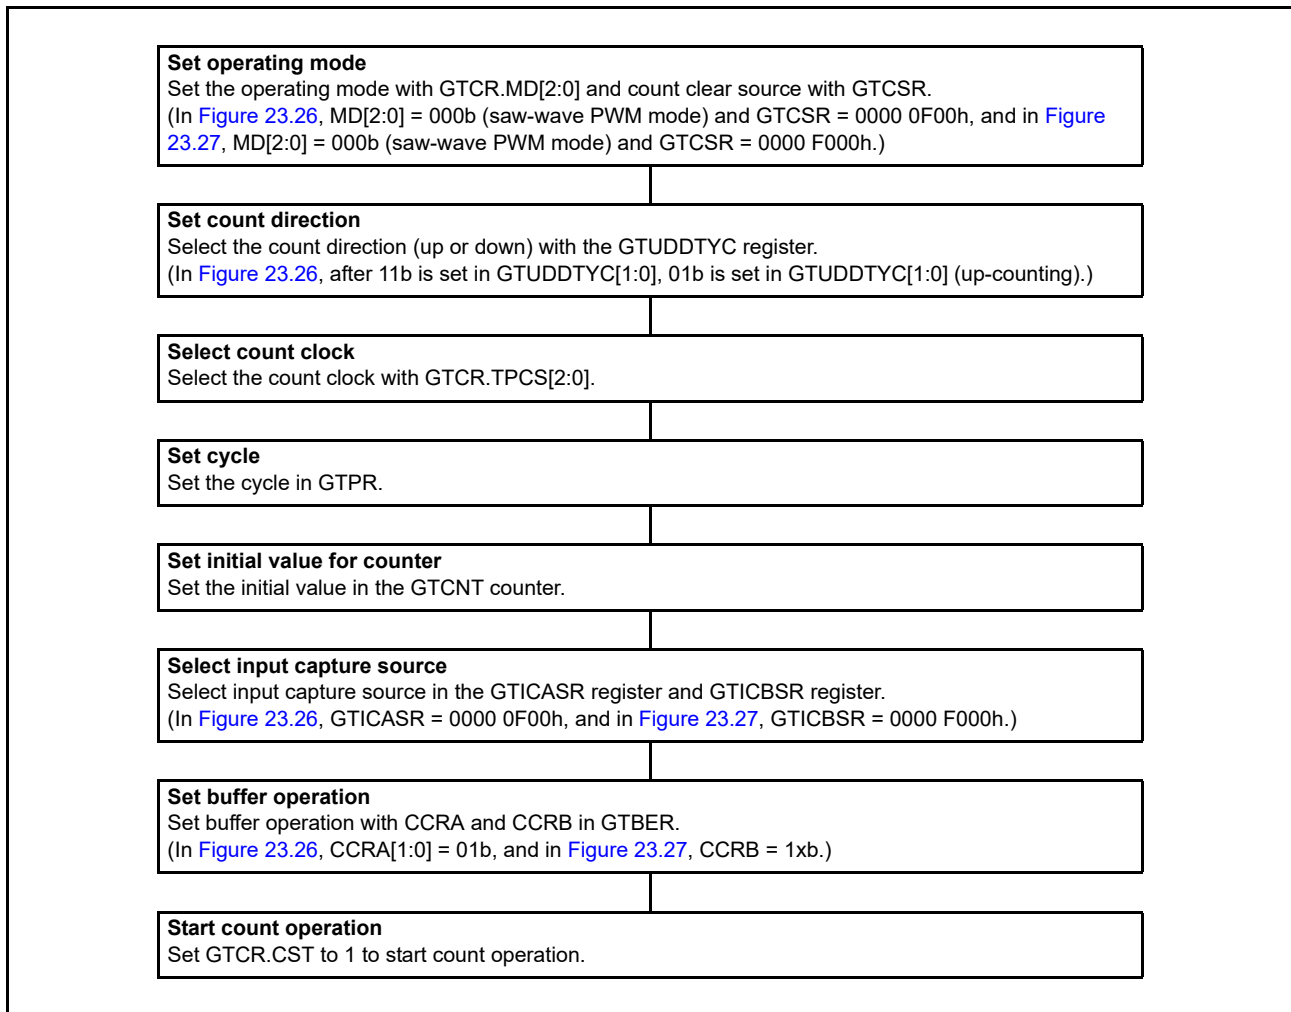 Set operating mode
Set the operating mode with GTCR.MD[2:0] and count clear source with GTCSR.
(In Figure 23.26, MD[2:0] = 000b (saw-wave PWM mode) and GTCSR = 0000 0F00h, and in Figure
23.27, MD[2:0] = 000b (saw-wave PWM mode) and GTCSR = 0000 F000h.)
Set count direction
Select the count direction (up or down) with the GTUDDTYC register.
(In Figure 23.26, after 11b is set in GTUDDTYC[1:0], 01b is set in GTUDDTYC[1:0] (up-counting).)
Select count clock
Select the count clock with GTCR.TPCS[2:0].
Set cycle
Set the cycle in GTPR.
Set initial value for counter
Set the initial value in the GTCNT counter.
Select input capture source
Select input capture source in the GTICASR register and GTICBSR register.
(In Figure 23.26, GTICASR = 0000 0F00h, and in Figure 23.27, GTICBSR = 0000 F000h.)
Set buffer operation
Set buffer operation with CCRA and CCRB in GTBER.
(In Figure 23.26, CCRA[1:0] = 01b, and in Figure 23.27, CCRB = 1xb.)
Start count operation
Set GTCR.CST to 1 to start count operation.